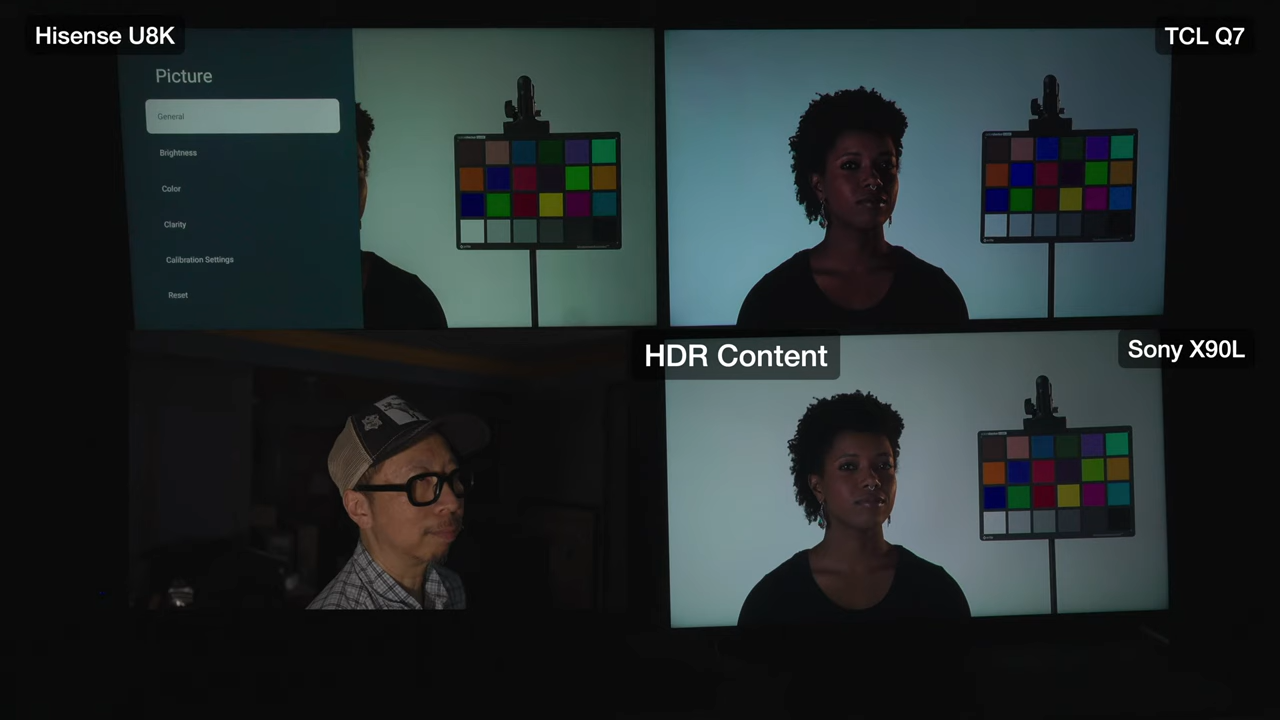 Hisense U8K
TCL Q7
Picture
General
Brightness
Color
Clarity
Calibration Settings
Reset
HDR Content
Sony X90L